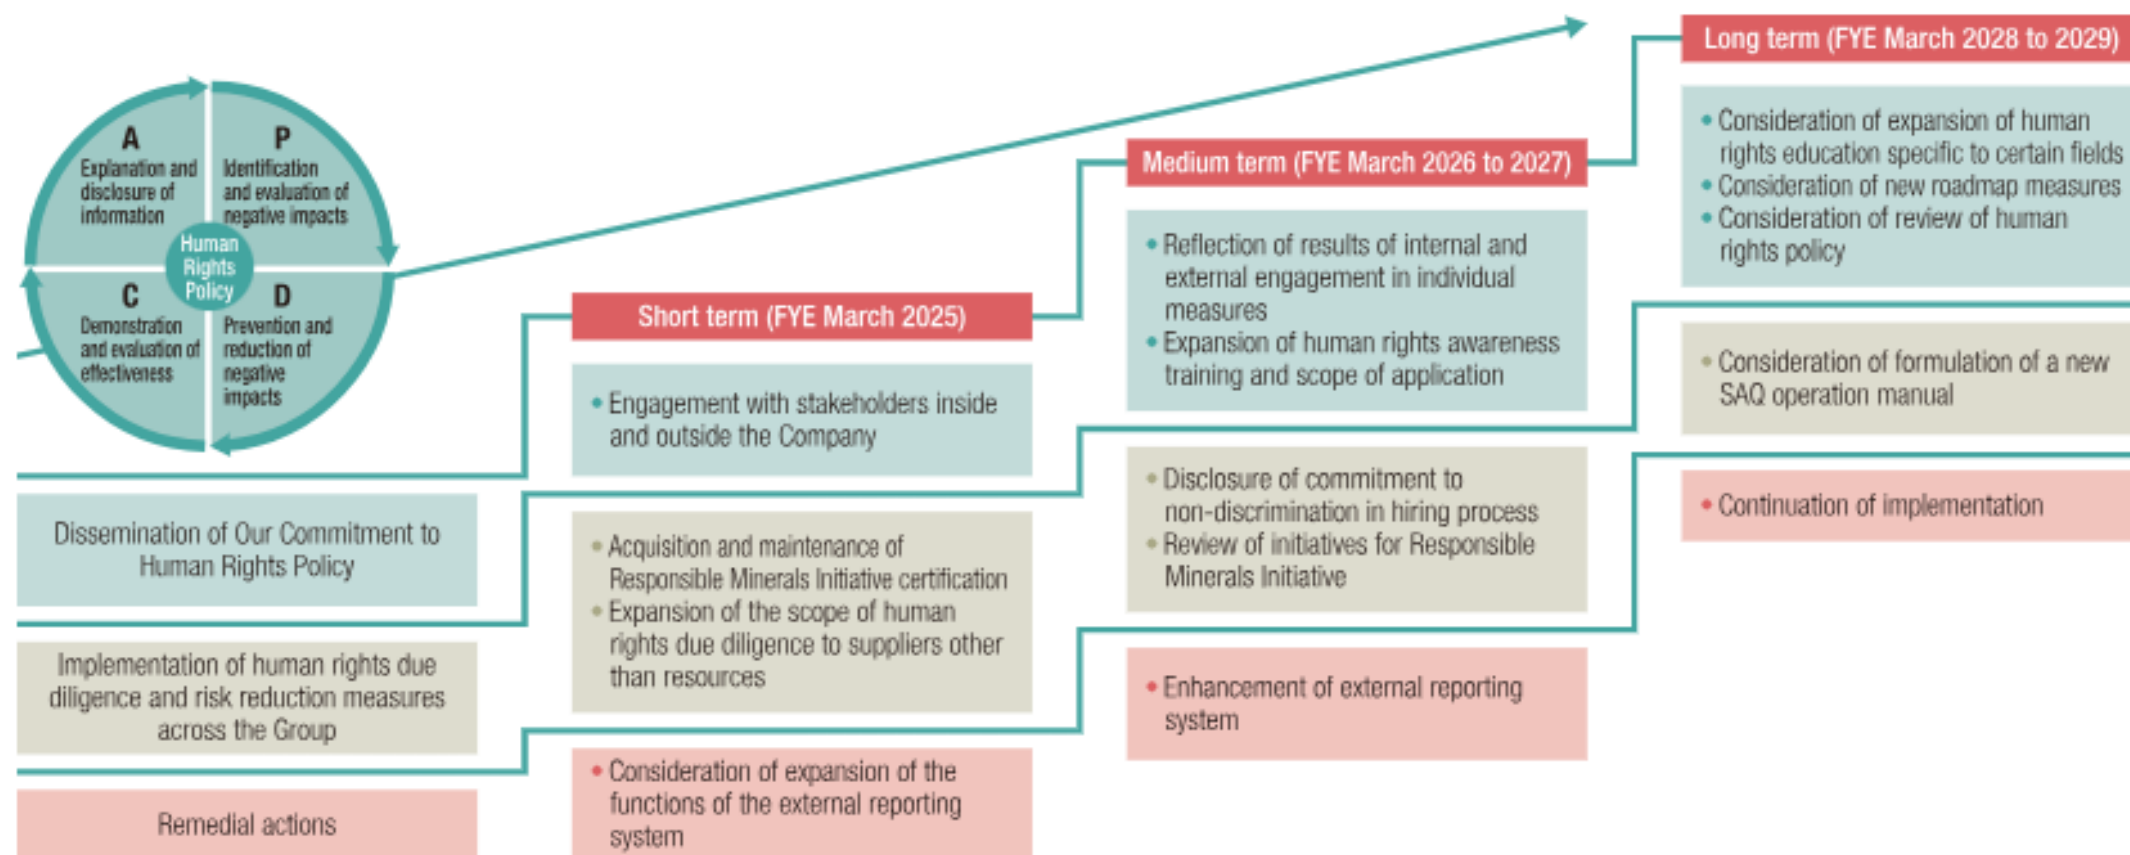 A
Explanation and
disclosure of
information
P
Identification
and evaluation of
negative impacts
Human
Rights
Policy
C
Demonstration
and evaluation of
effectiveness
D
Prevention and
reduction of
negative
impacts
Dissemination of Our Commitment to
Human Rights Policy
Implementation of human rights due
diligence and risk reduction measures
across the Group
Remedial actions
Short term (FYE March 2025)
• Engagement with stakeholders inside
and outside the Company
• Acquisition and maintenance of
Responsible Minerals Initiative certification
• Expansion of the scope of human
rights due diligence to suppliers other
than resources
• Consideration of expansion of the
functions of the external reporting
system
Medium term (FYE March 2026 to 2027)
• Reflection of results of internal and
external engagement in individual
measures
• Expansion of human rights awareness
training and scope of application
• Disclosure of commitment to
non-discrimination in hiring process
• Review of initiatives for Responsible
Minerals Initiative
• Enhancement of external reporting
system
Long term (FYE March 2028 to 2029)
• Consideration of expansion of human
rights education specific to certain fields
• Consideration of new roadmap measures
• Consideration of review of human
rights policy
• Consideration of formulation of a new
SAQ operation manual
• Continuation of implementation